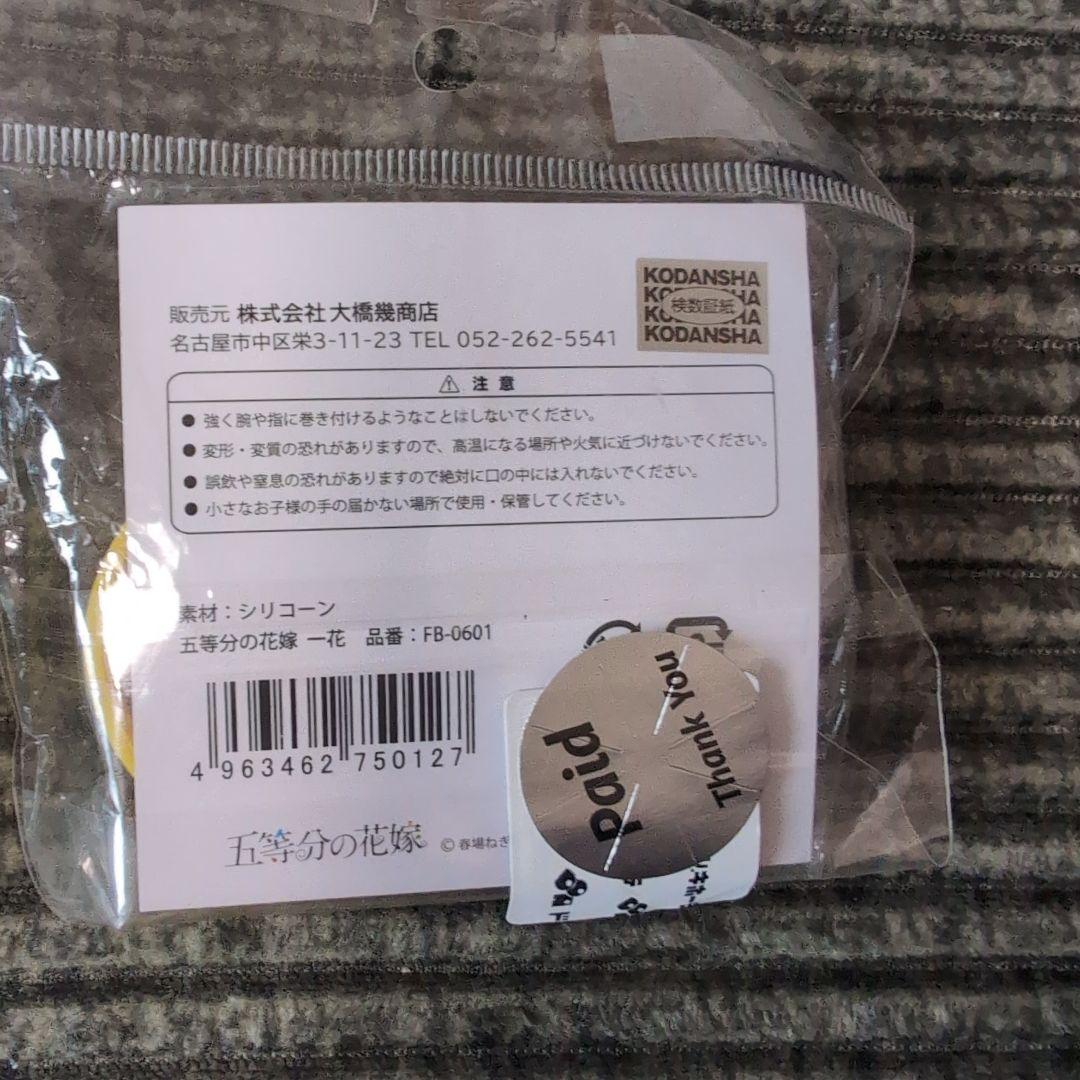 販売元 株式会社 大橋幾商店
名古屋市中区栄3-11-23 TEL 052-262-5541
KODANSHA
検数証紙
KODANSHA
注意
● 強く腕や指に巻き付けるようなことはしないでください。
● 変形・変質の恐れがありますので、高温になる場所や火気に近づけないでください。
● 誤飲や窒息の恐れがありますので絶対に口の中には入れないでください。
● 小さなお子様の手の届かない場所で使用・保管してください。
素材：シリコーン
五等分の花嫁 一花 品番：FB-0601
4 963462 750127
五等分の花嫁
© 春場ねぎ
Thank You
Paid